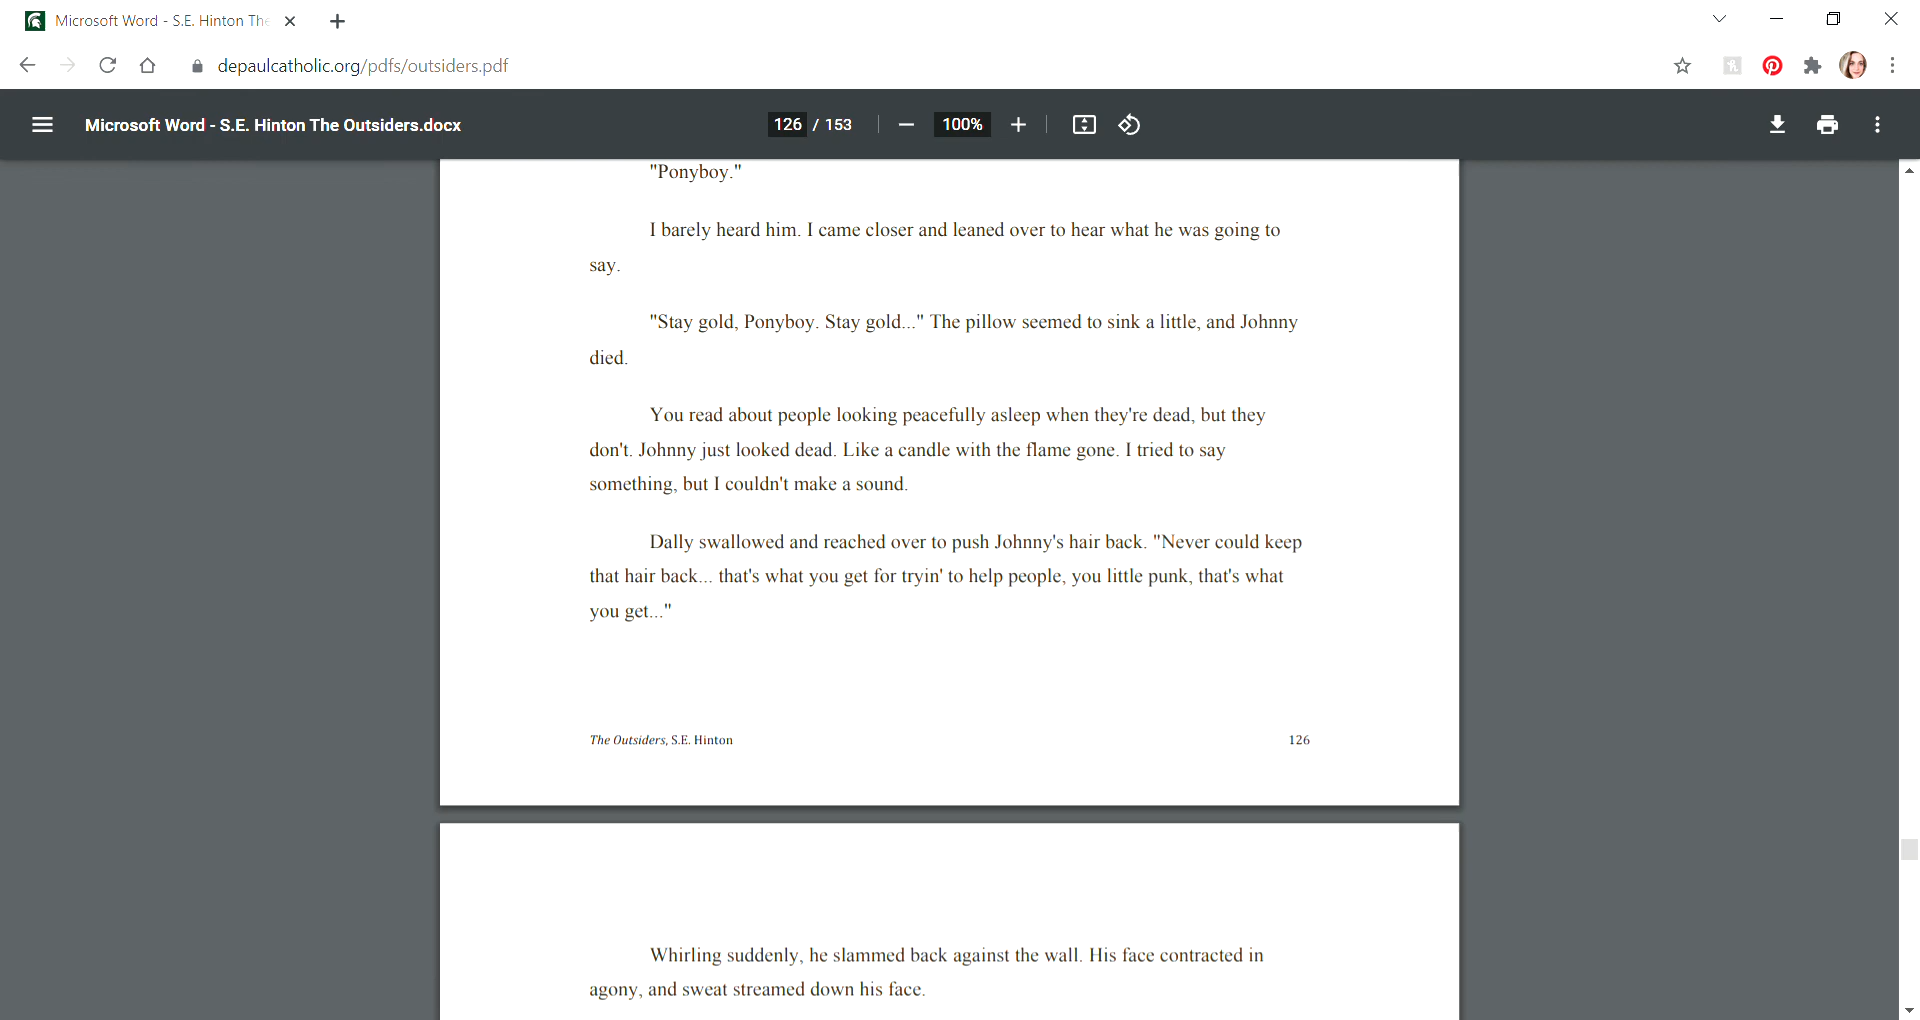 Microsoft Word - S.E. Hinton The
depaulcatholic.org/pdfs/outsiders.pdf
Microsoft Word - S.E. Hinton The Outsiders.docx
126 / 153
100%
"Ponyboy."
I barely heard him. I came closer and leaned over to hear what he was going to
say.
"Stay gold, Ponyboy. Stay gold..." The pillow seemed to sink a little, and Johnny
died.
You read about people looking peacefully asleep when they're dead, but they
don't. Johnny just looked dead. Like a candle with the flame gone. I tried to say
something, but I couldn't make a sound.
Dally swallowed and reached over to push Johnny's hair back. "Never could keep
that hair back... that's what you get for tryin' to help people, you little punk, that's what
you get..."
The Outsiders, S.E. Hinton 126
Whirling suddenly, he slammed back against the wall. His face contracted in
agony, and sweat streamed down his face.